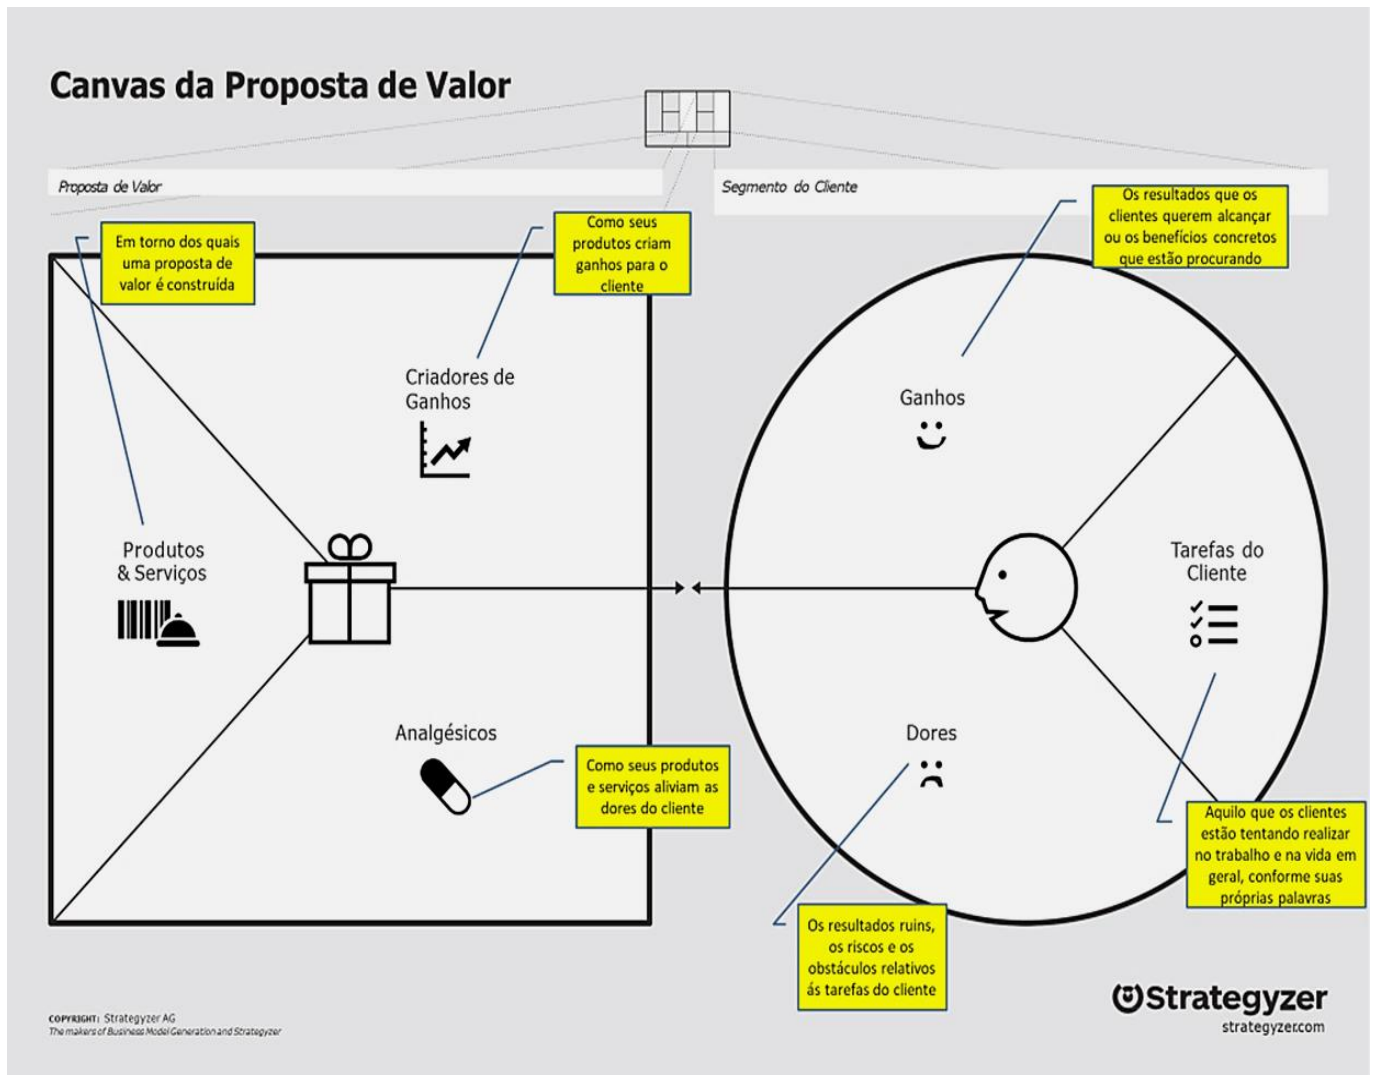 Canvas da Proposta de Valor
Proposta de Valor
Segmento do Cliente
Em torno dos quais
uma proposta de
valor é construída
Como seus
produtos criam
ganhos para o
cliente
Os resultados que os
clientes querem alcançar
ou os benefícios concretos
que estão procurando
Criadores de
Ganhos
Produtos
& Serviços
Analgésicos
Como seus produtos
e serviços aliviam as
dores do cliente
Ganhos
Tarefas do
Cliente
Dores
Aquilo que os clientes
estão tentando realizar
no trabalho e na vida em
geral, conforme suas
próprias palavras
Os resultados ruins,
os riscos e os
obstáculos relativos
ás tarefas do cliente
COPYRIGHT: Strategyzer AG
The makers of Business Model Generation and Strategyzer
Strategyzer
strategyzer.com